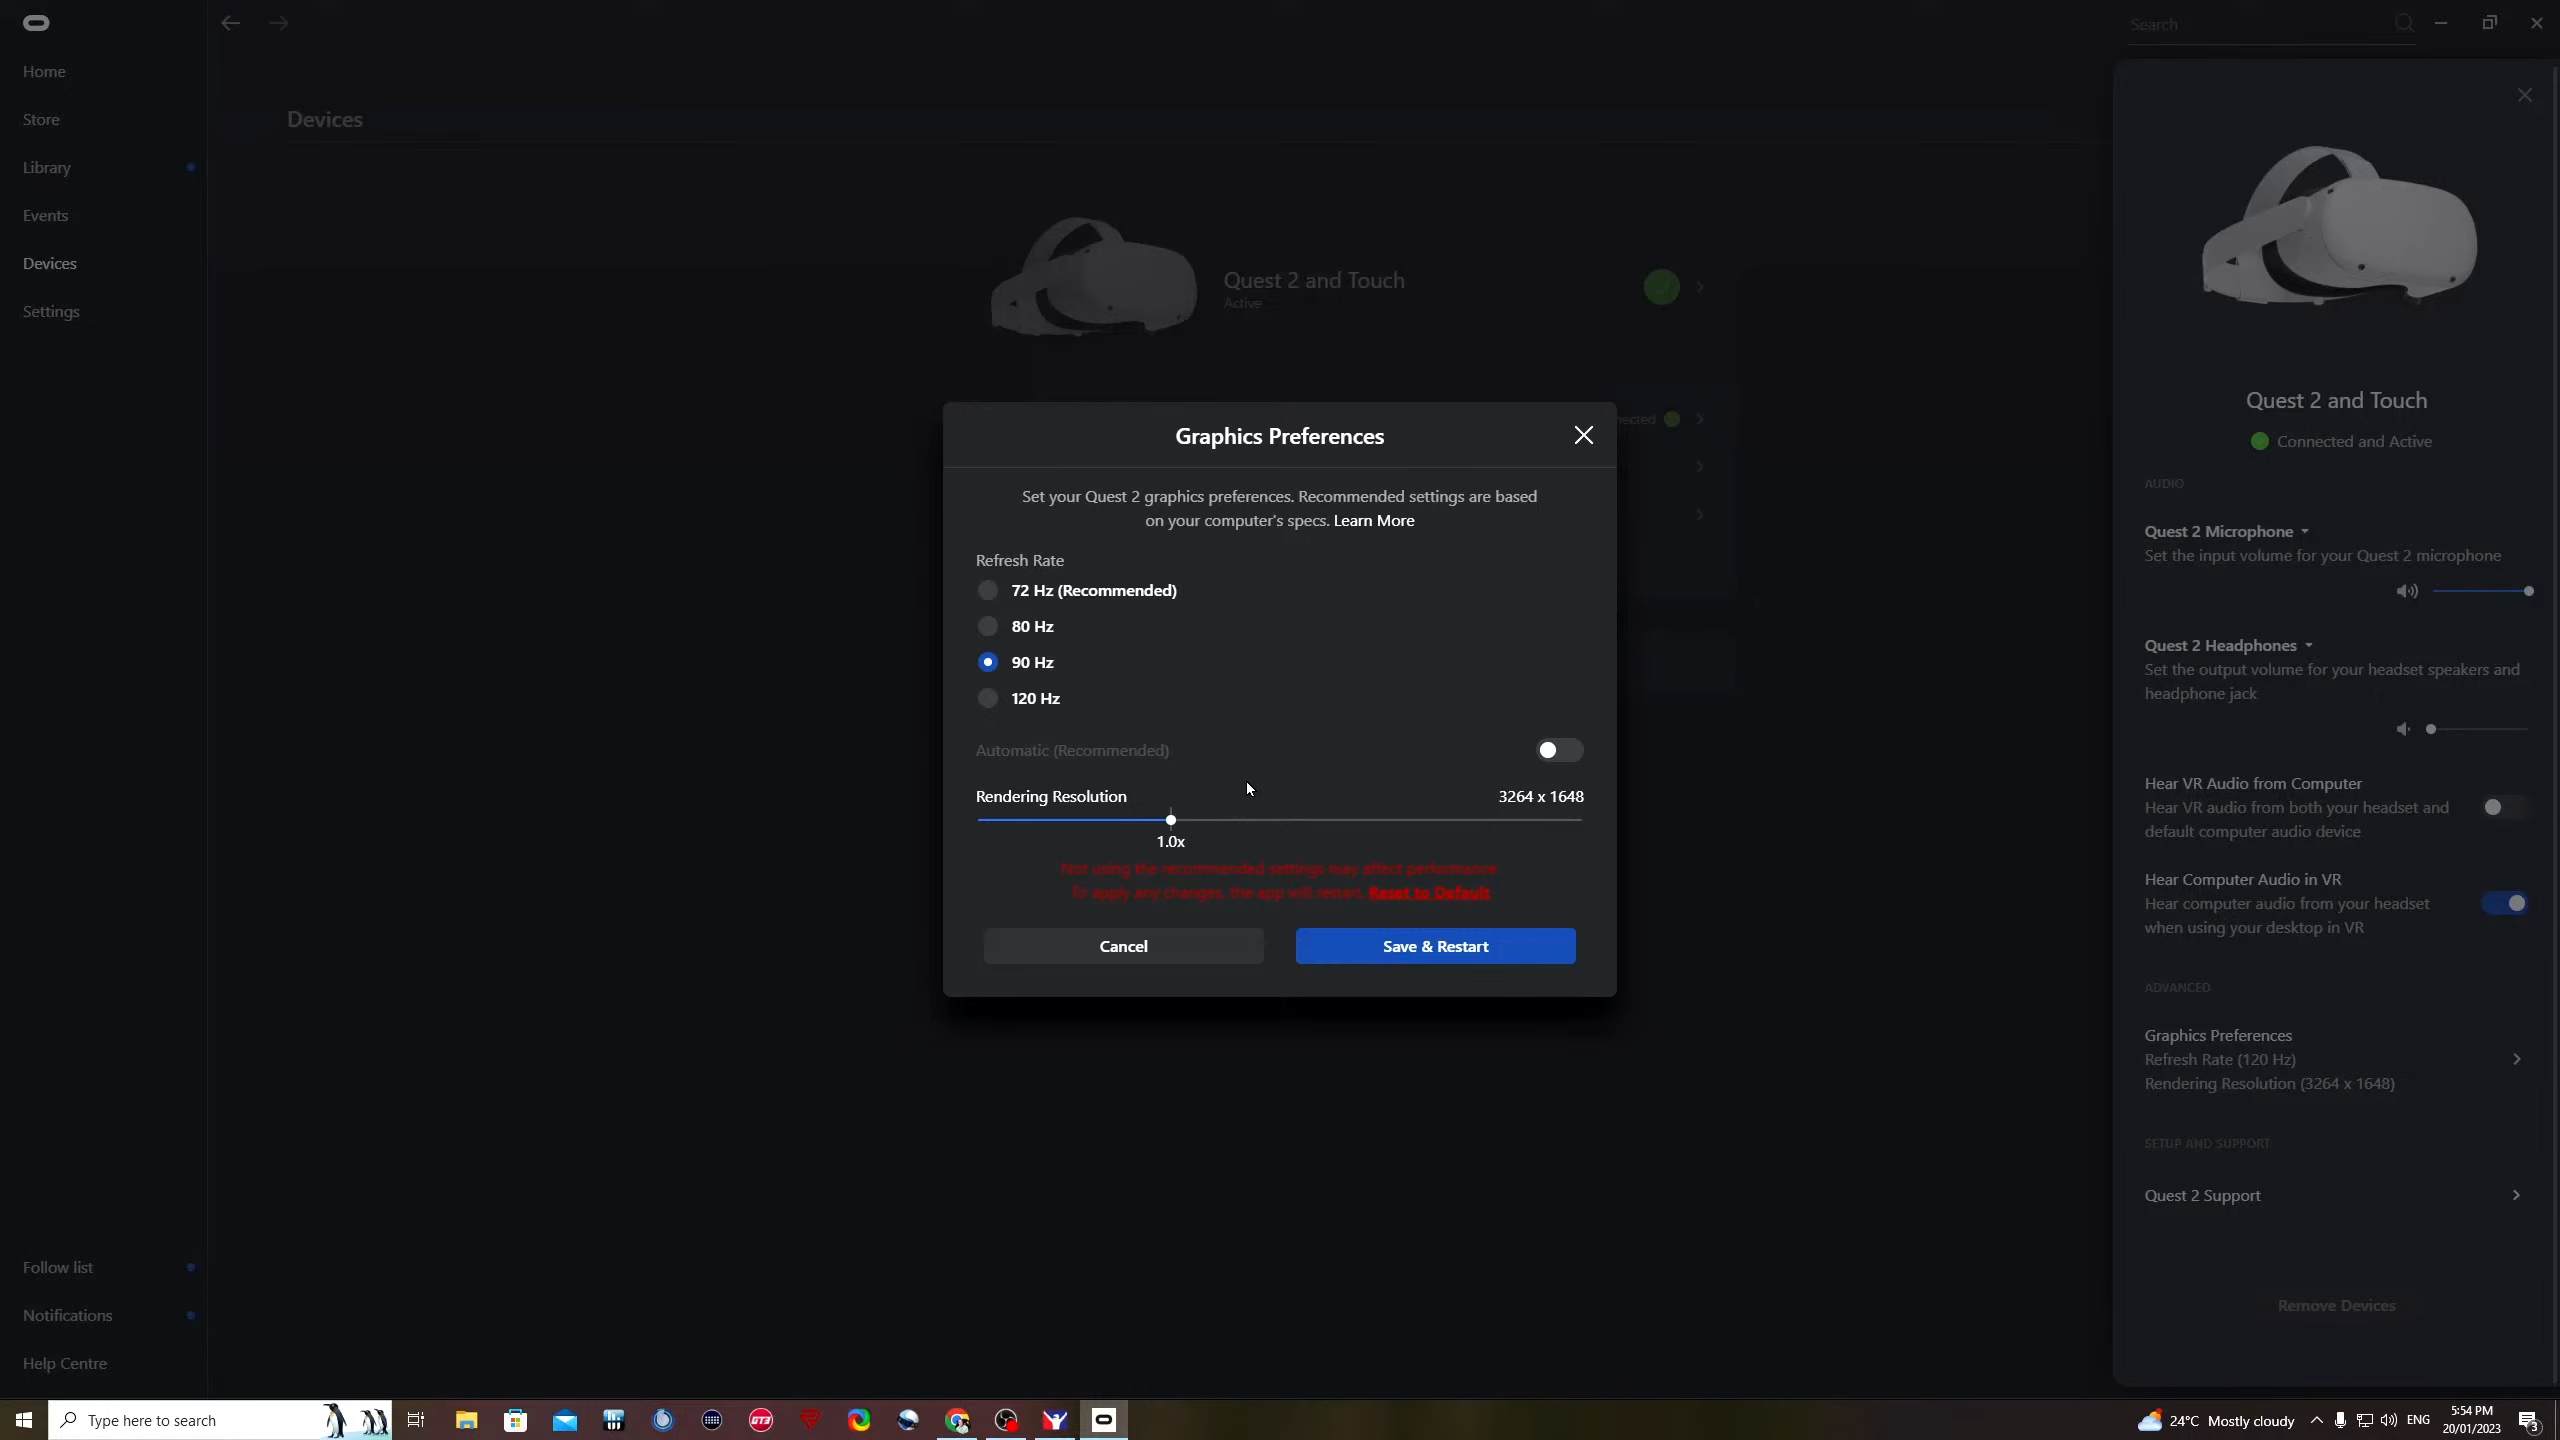 Search
Home
Store
Library
Events
Devices
Settings
Follow list
Notifications
Help Centre
Devices
Quest 2 and Touch
Active
nected
Graphics Preferences
Set your Quest 2 graphics preferences. Recommended settings are based
on your computer's specs. Learn More
Refresh Rate
72 Hz (Recommended)
80 Hz
90 Hz
120 Hz
Automatic (Recommended)
Rendering Resolution 3264 x 1648
1.0x
Not using the recommended settings may affect performance.
To apply any changes, the app will restart. Reset to Default
Cancel Save & Restart
Quest 2 and Touch
Connected and Active
AUDIO
Quest 2 Microphone
Set the input volume for your Quest 2 microphone
Quest 2 Headphones
Set the output volume for your headset speakers and
headphone jack
Hear VR Audio from Computer
Hear VR audio from both your headset and
default computer audio device
Hear Computer Audio in VR
Hear computer audio from your headset
when using your desktop in VR
ADVANCED
Graphics Preferences
Refresh Rate (120 Hz)
Rendering Resolution (3264 x 1648)
SETUP AND SUPPORT
Quest 2 Support
Remove Devices
Type here to search
GT3
24°C Mostly cloudy
ENG
5:54 PM
20/01/2023
3